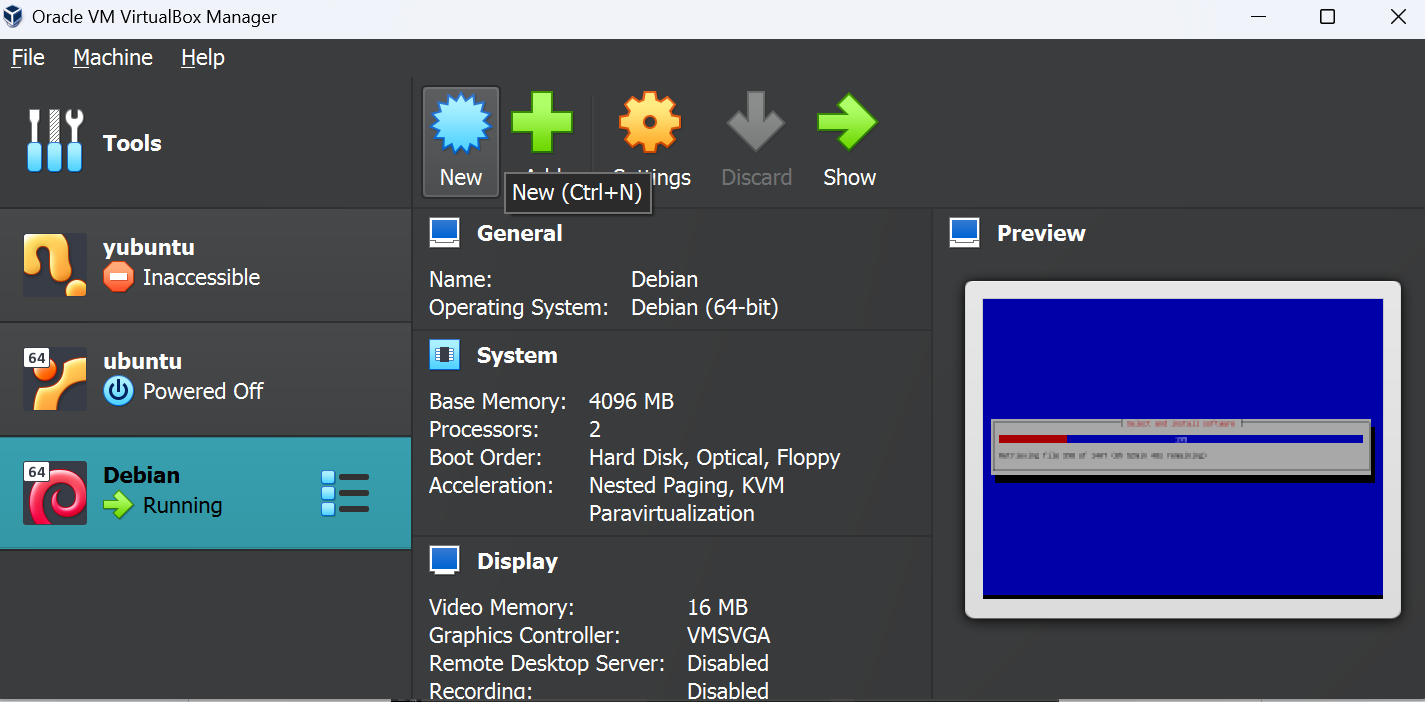 Oracle VM VirtualBox Manager
File Machine Help
Tools
New
Settings
Discard
Show
New (Ctrl+N)
yubuntu
Inaccessible
64
ubuntu
Powered Off
64
Debian
Running
General
Name: Debian
Operating System: Debian (64-bit)
System
Base Memory: 4096 MB
Processors: 2
Boot Order: Hard Disk, Optical, Floppy
Acceleration: Nested Paging, KVM
Paravirtualization
Display
Video Memory: 16 MB
Graphics Controller: VMSVGA
Remote Desktop Server: Disabled
Recording: Disabled
Preview
Select and install software